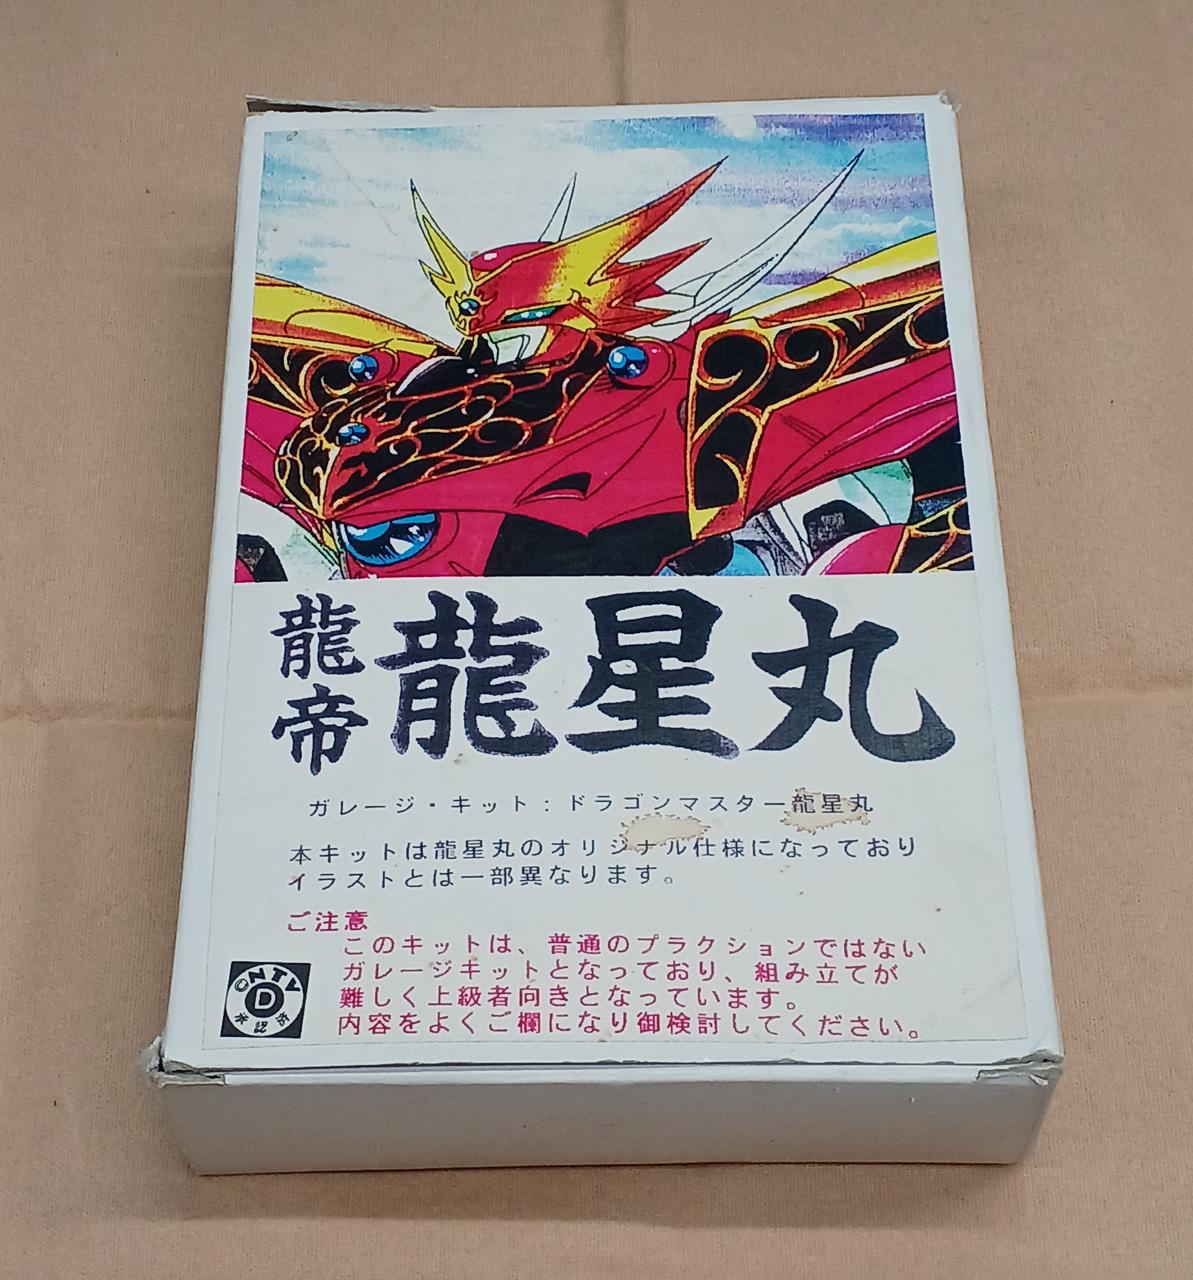 龍帝
龍星丸
ガレージ・キット：ドラゴンマスター龍星丸
本キットは龍星丸のオリジナル仕様になっており
イラストとは一部異なります。
ご注意
このキットは、普通のプラクションではない
ガレージキットとなっており、組み立てが
難しく上級者向きとなっています。
内容をよくご欄になり御検討してください。
©NTV
D
承認済